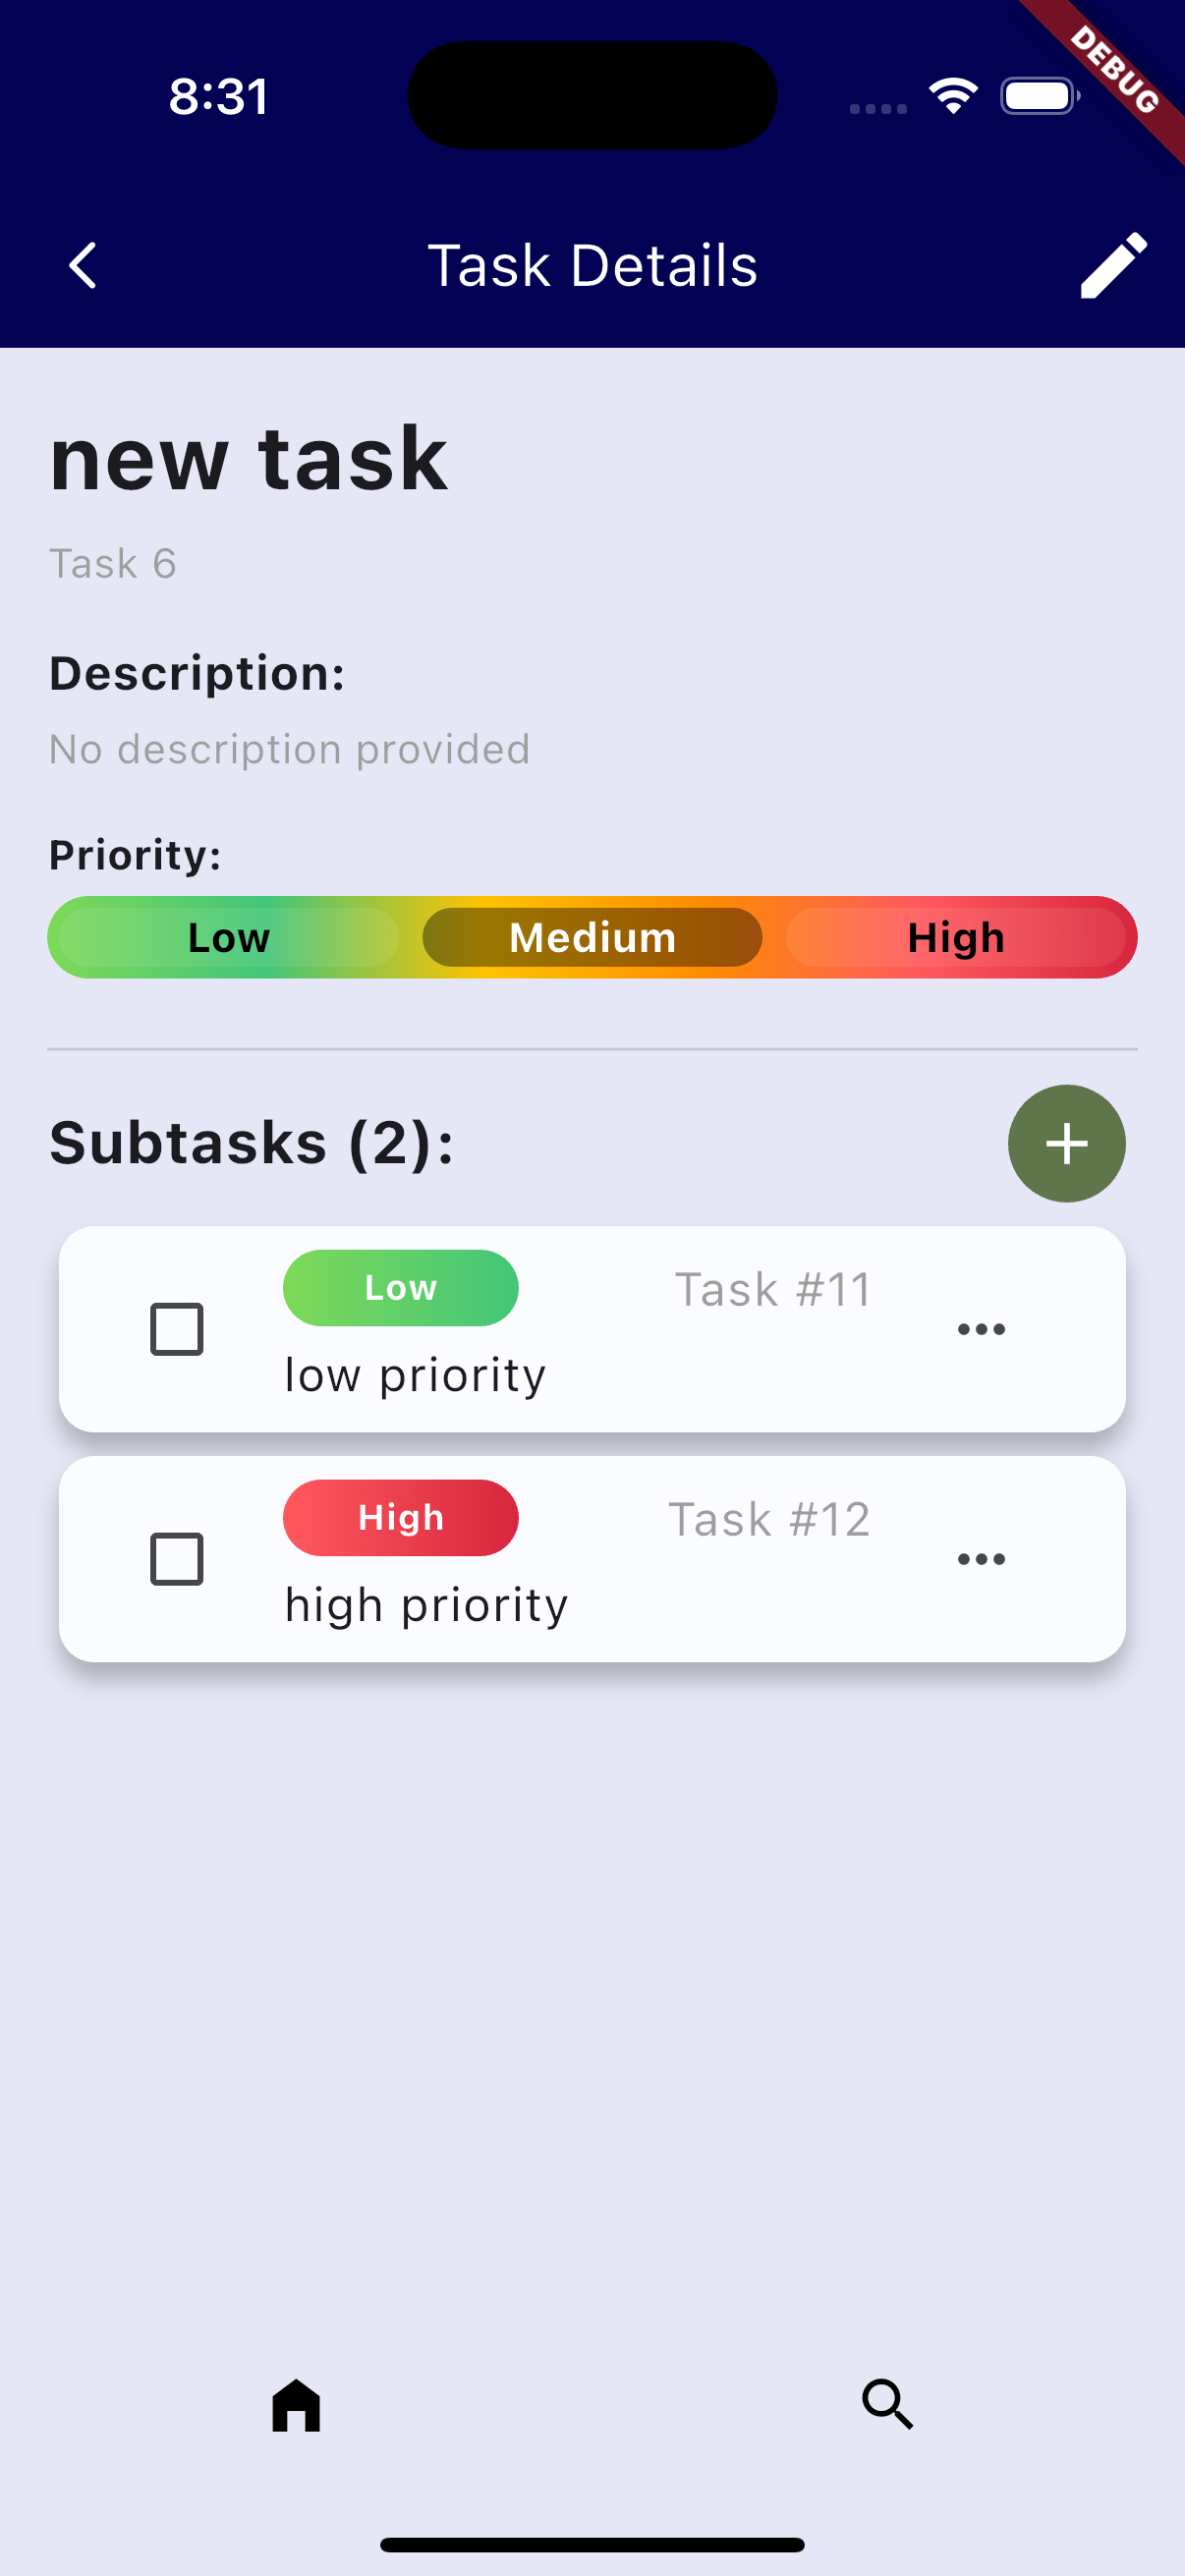 8:31
DEBUG
Task Details
new task
Task 6
Description:
No description provided
Priority:
Low Medium High
Subtasks (2):
Low Task #11
low priority
High Task #12
high priority